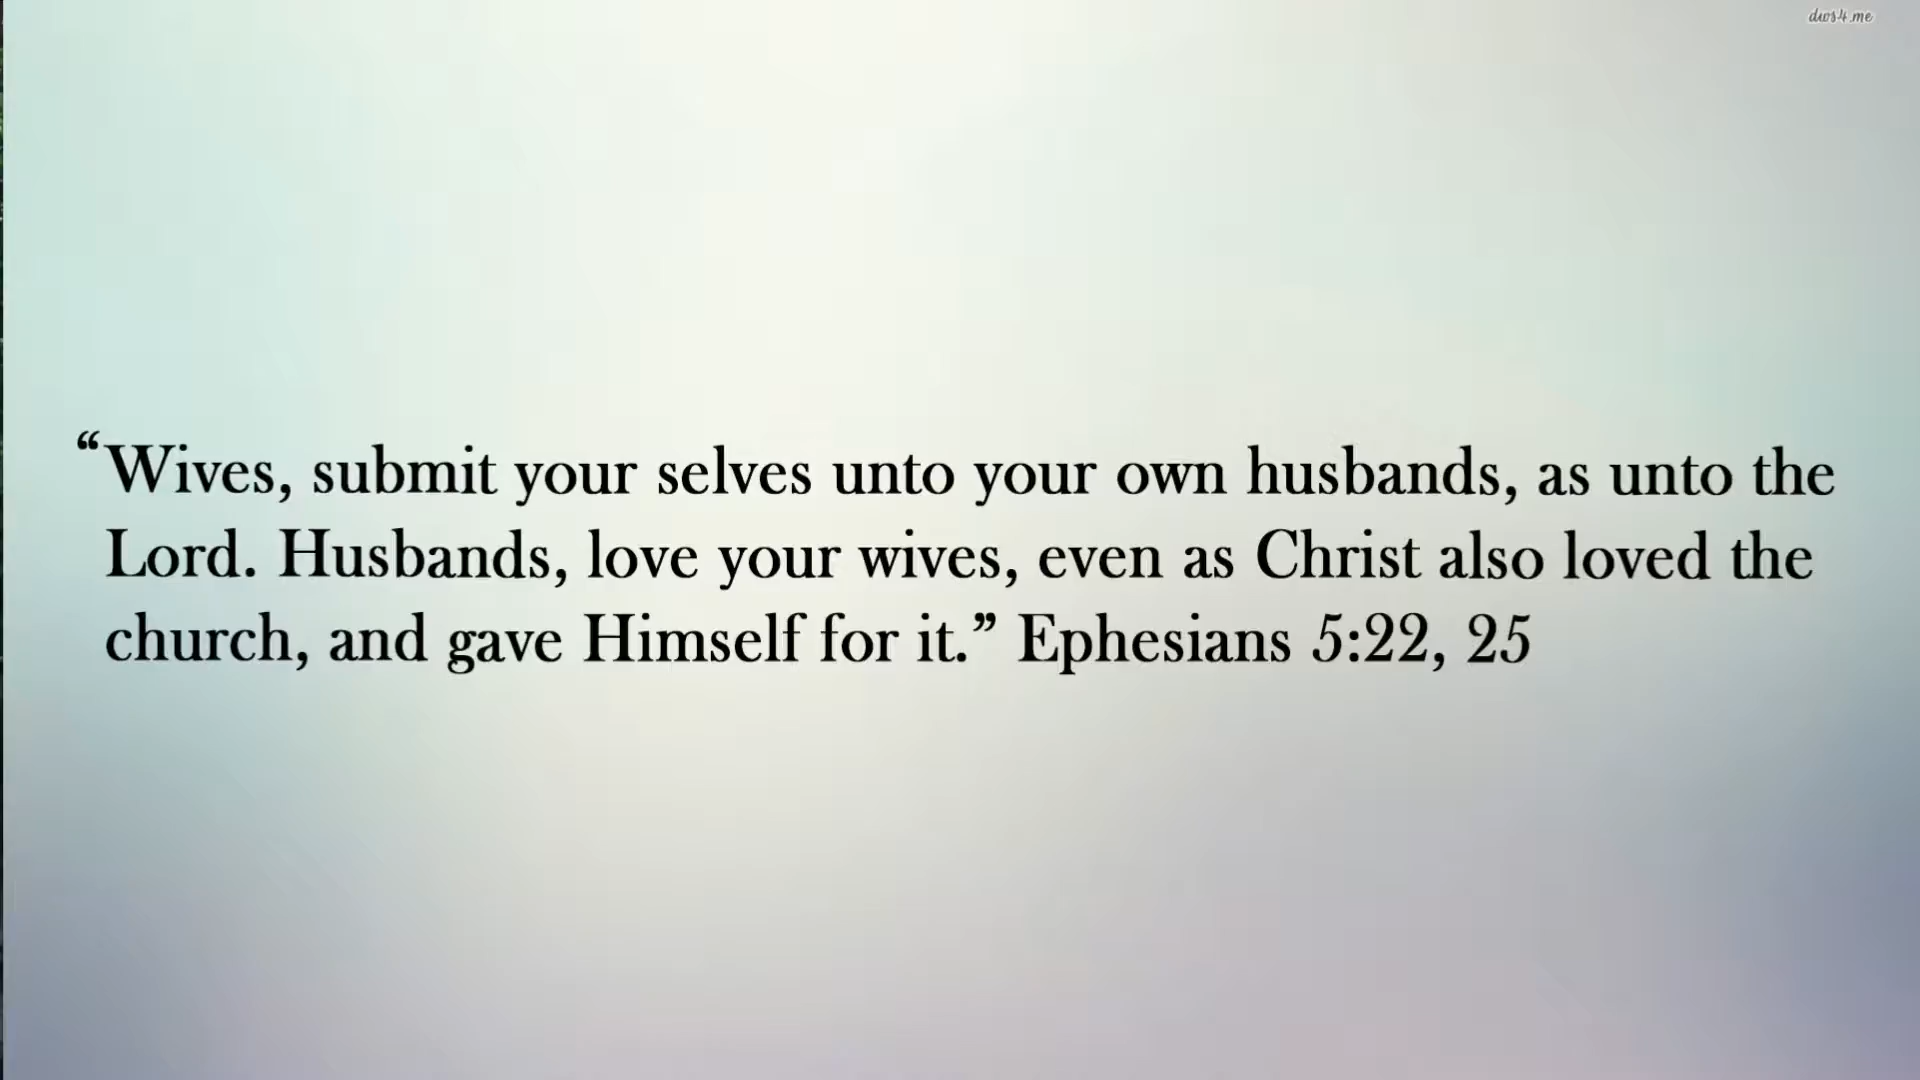 dws4.me
“Wives, submit your selves unto your own husbands, as unto the
Lord. Husbands, love your wives, even as Christ also loved the
church, and gave Himself for it.” Ephesians 5:22, 25